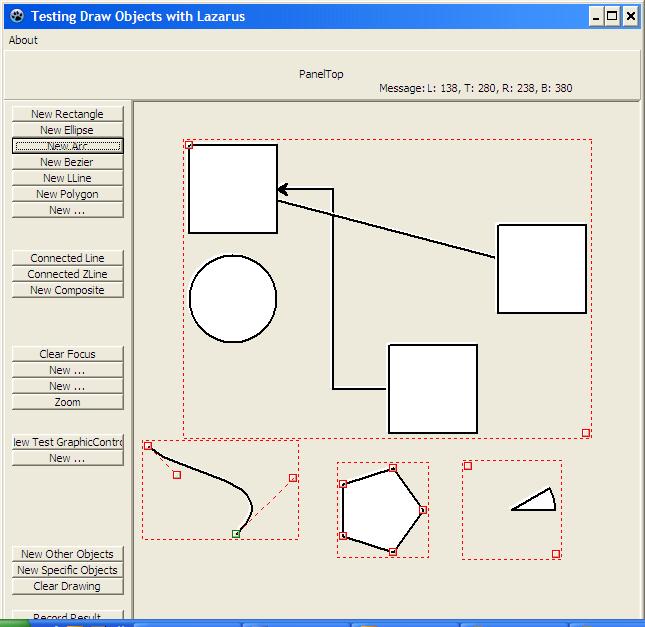 Testing Draw Objects with Lazarus
About
PanelTop
Message: L: 138, T: 280, R: 238, B: 380
New Rectangle
New Ellipse
New Arc
New Bezier
New LLine
New Polygon
New ...
Connected Line
Connected ZLine
New Composite
Clear Focus
New ...
New ...
Zoom
iew Test GraphicContro
New ...
New Other Objects
New Specific Objects
Clear Drawing
Record Result